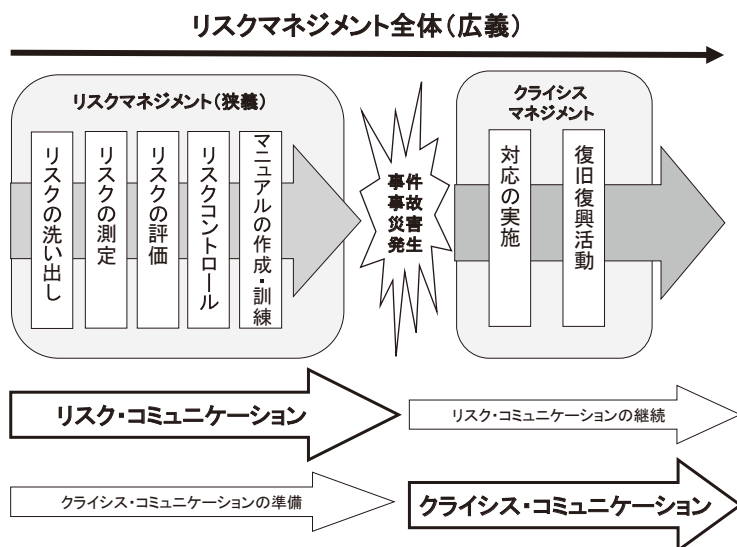 リスクマネジメント全体（広義）
リスクマネジメント（狭義）
リスクの洗い出し
リスクの測定
リスクの評価
リスクコントロール
マニュアルの作成・訓練
事件
事故
災害
発生
クライシス
マネジメント
対応の実施
復旧復興活動
リスク・コミュニケーション
リスク・コミュニケーションの継続
クライシス・コミュニケーションの準備
クライシス・コミュニケーション